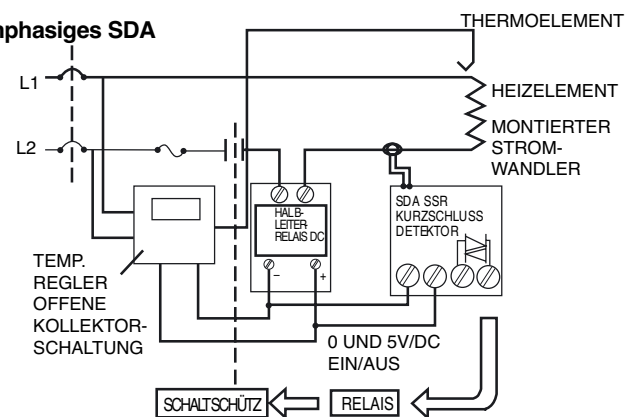 nphasiges SDA
THERMOELEMENT
L1
HEIZELEMENT
MONTIERTER
STROM-
WANDLER
L2
HALB-
LEITER-
RELAIS DC
– +
SDA SSR
KURZSCHLUSS
DETEKTOR
TEMP.
REGLER
OFFENE
KOLLEKTOR-
SCHALTUNG
0 UND 5V/DC
EIN/AUS
SCHALTSCHÜTZ
RELAIS